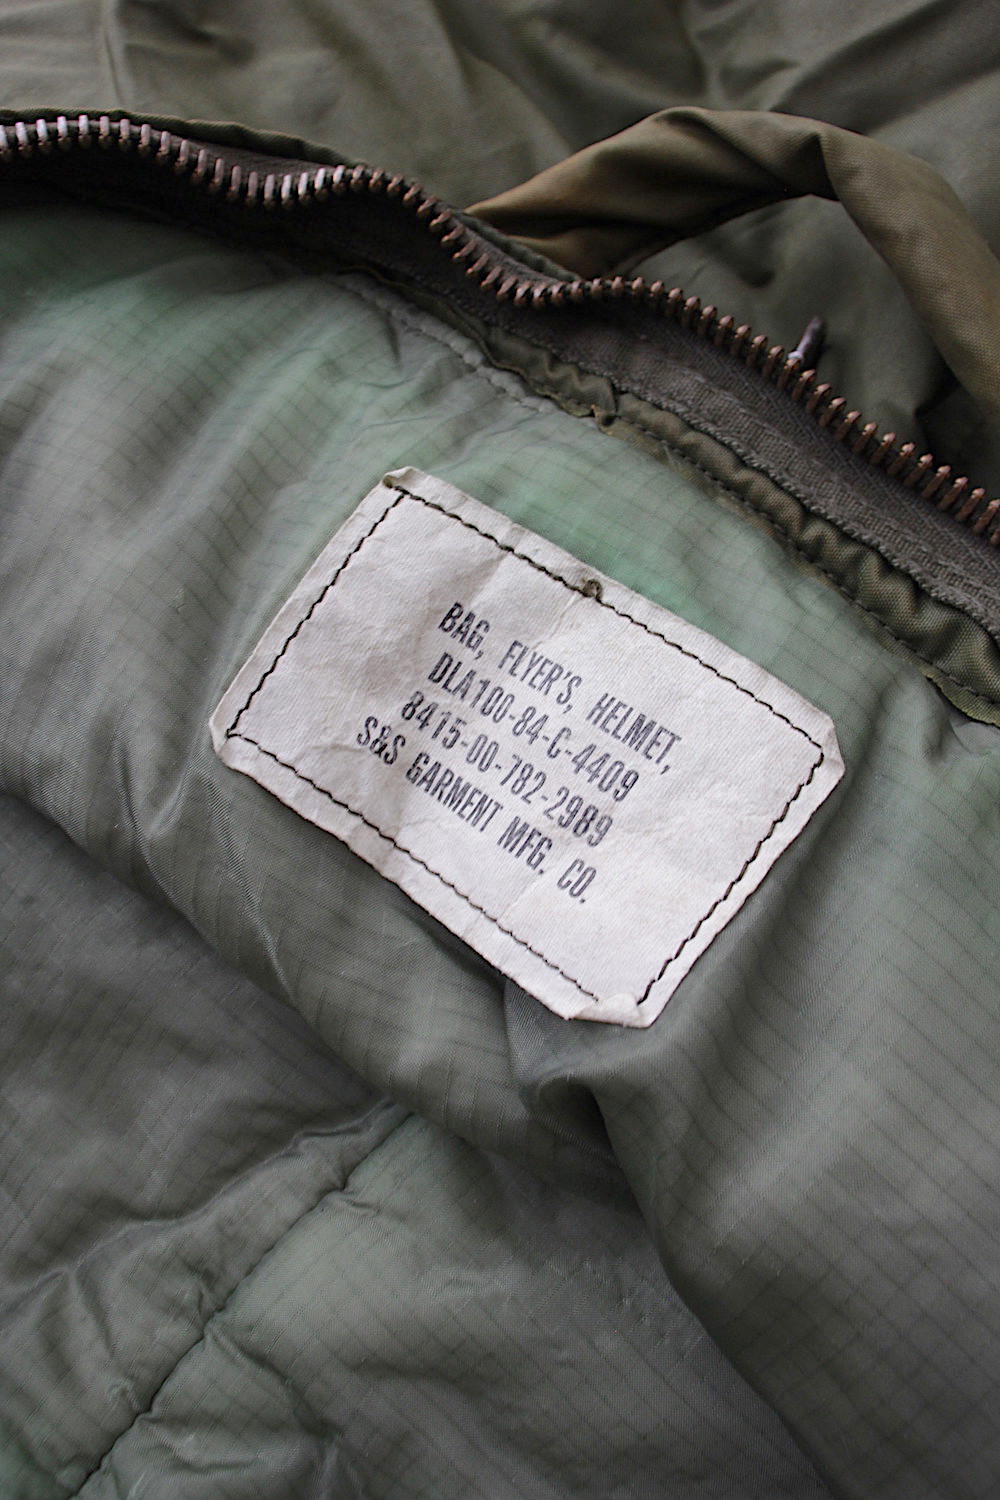 BAG, FLYER'S, HELMET,
DLA100-84-C-4409
8415-00-782-2989
S&S GARMENT MFG. CO.